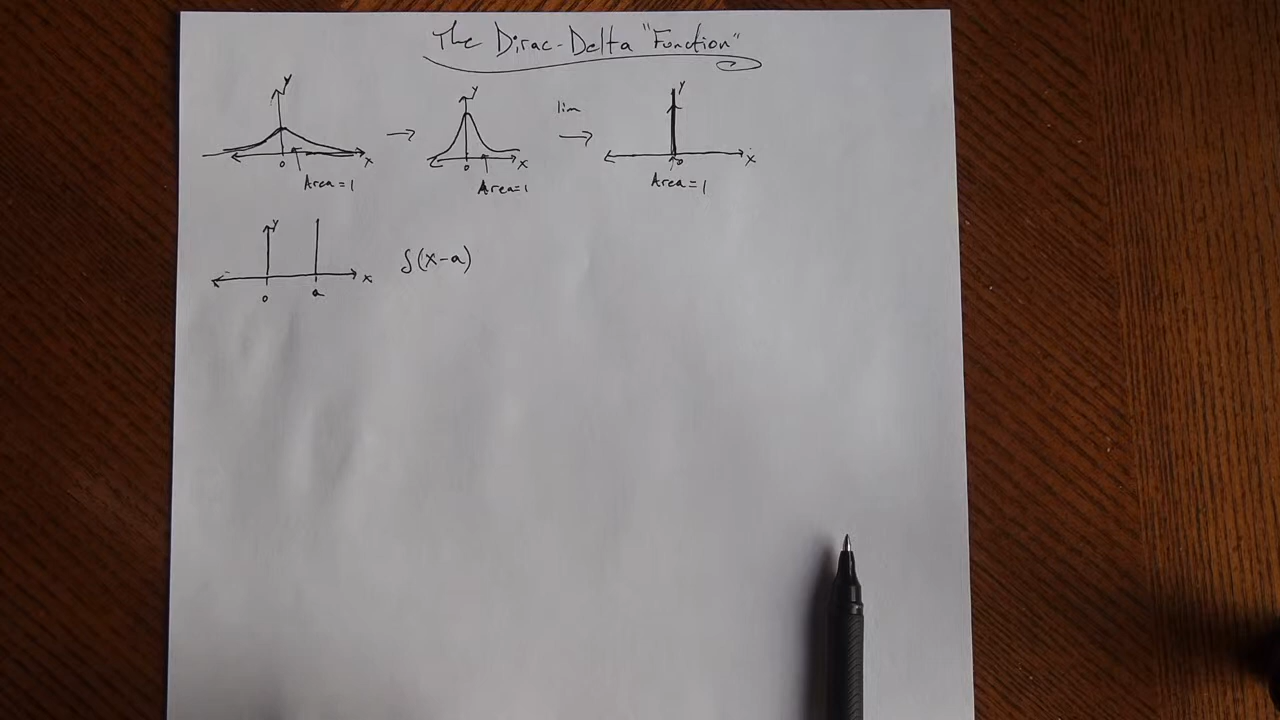 The Dirac-Delta "Function"
y y lim y
0 x → 0 x → 0 x
Area=1 Area=1 Area=1
y
x δ(x-a)
0 a